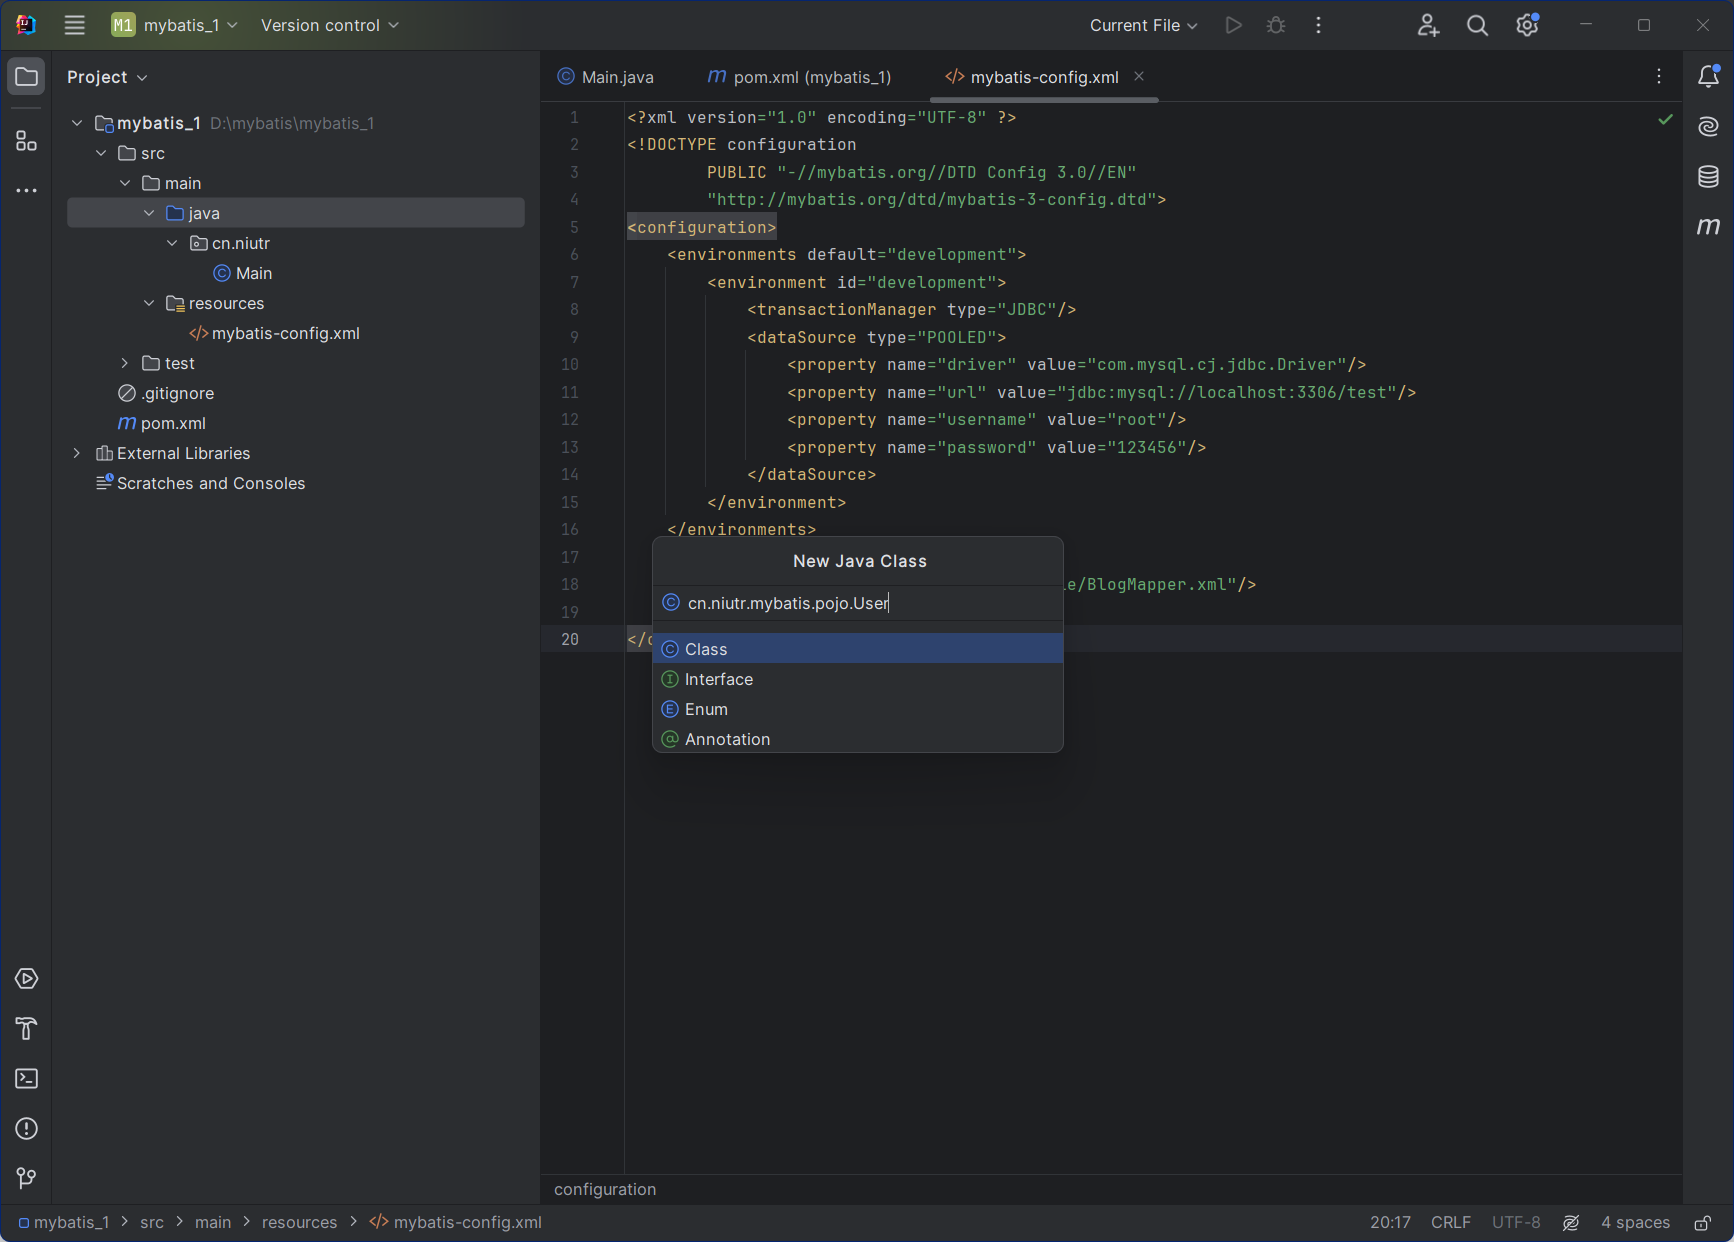 M1 mybatis_1 Version control Current File
Project
mybatis_1 D:\mybatis\mybatis_1
src
main
java
cn.niutr
Main
resources
mybatis-config.xml
test
.gitignore
pom.xml
External Libraries
Scratches and Consoles
Main.java pom.xml (mybatis_1) mybatis-config.xml
1 <?xml version="1.0" encoding="UTF-8" ?>
2 <!DOCTYPE configuration
3 PUBLIC "-//mybatis.org//DTD Config 3.0//EN"
4 "http://mybatis.org/dtd/mybatis-3-config.dtd">
5 <configuration>
6 <environments default="development">
7 <environment id="development">
8 <transactionManager type="JDBC"/>
9 <dataSource type="POOLED">
10 <property name="driver" value="com.mysql.cj.jdbc.Driver"/>
11 <property name="url" value="jdbc:mysql://localhost:3306/test"/>
12 <property name="username" value="root"/>
13 <property name="password" value="123456"/>
14 </dataSource>
15 </environment>
16 </environments>
17
18 e/BlogMapper.xml"/>
19
20 </c
New Java Class
cn.niutr.mybatis.pojo.User
Class
Interface
Enum
Annotation
configuration
mybatis_1 > src > main > resources > mybatis-config.xml 20:17 CRLF UTF-8 4 spaces